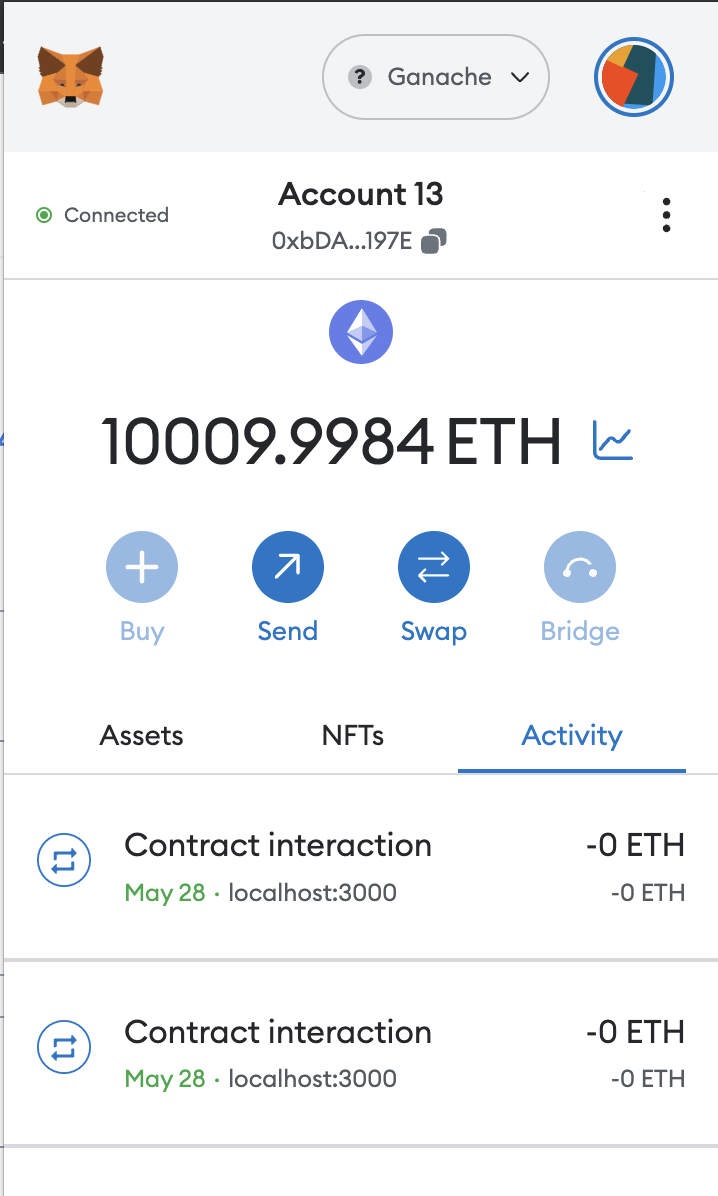 ? Ganache
Account 13
Connected
0xbDA...197E
10009.9984 ETH
Buy Send Swap Bridge
Assets NFTs Activity
Contract interaction -0 ETH
May 28 · localhost:3000 -0 ETH
Contract interaction -0 ETH
May 28 · localhost:3000 -0 ETH